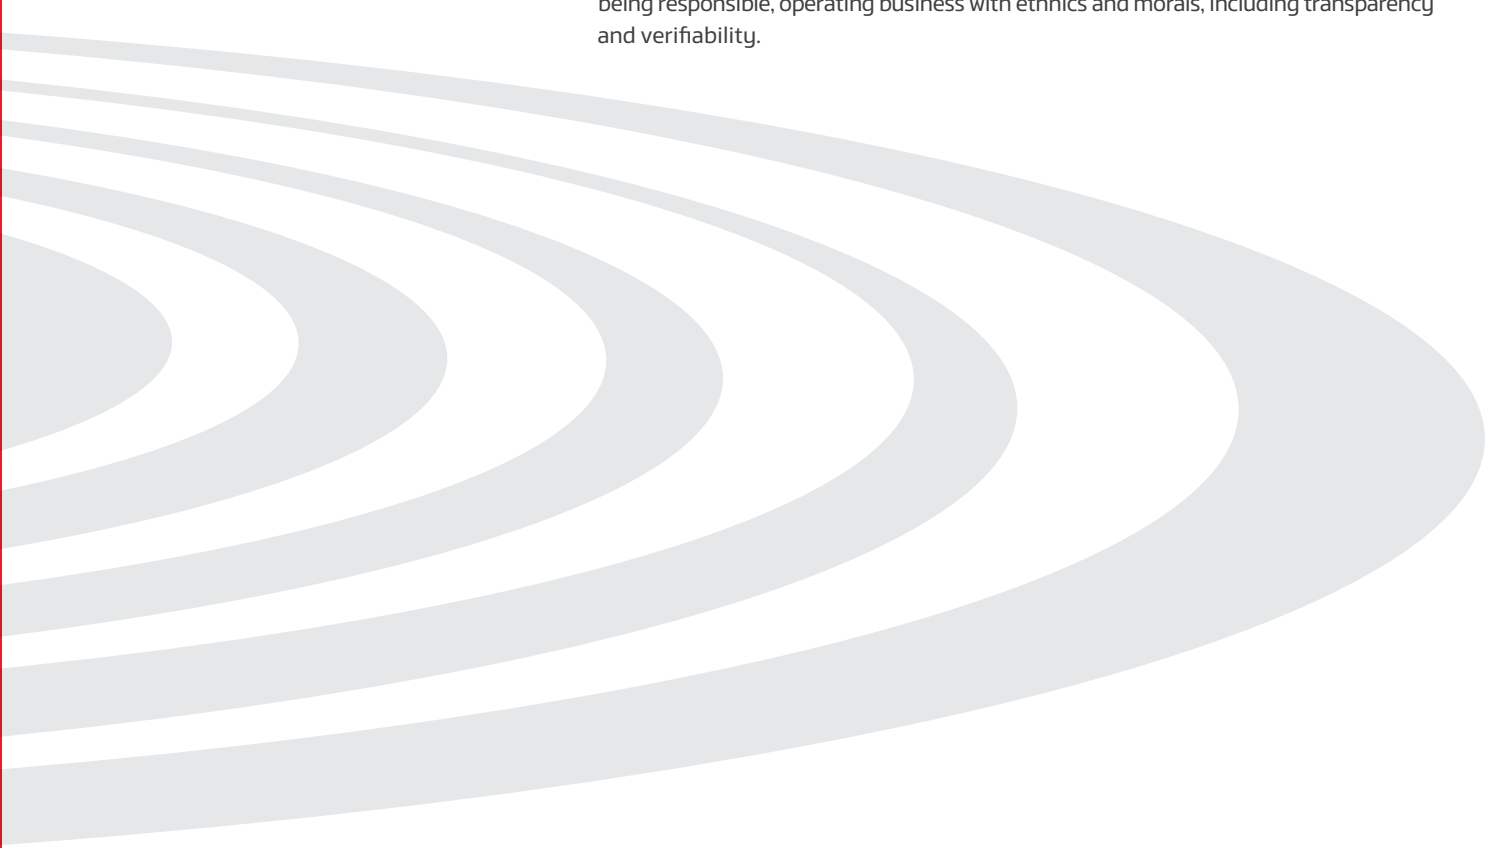 being responsible, operating business with ethnics and morals, including transparency
and verifiability.